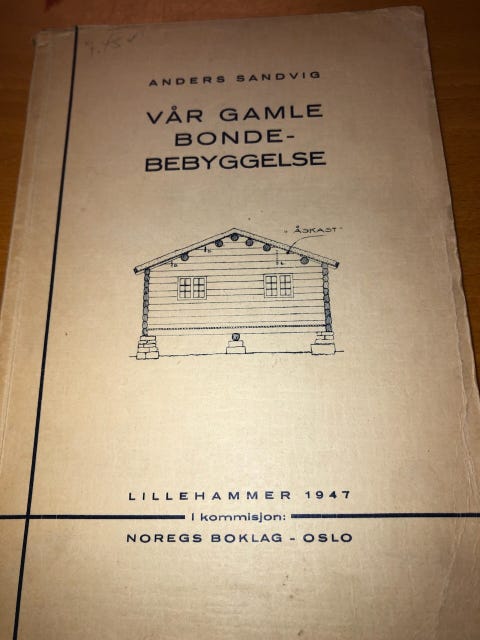 ANDERS SANDVIG
VÅR GAMLE
BONDE-
BEBYGGELSE
"ÅSKAST"
LILLEHAMMER 1947
I kommisjon:
NOREGS BOKLAG - OSLO